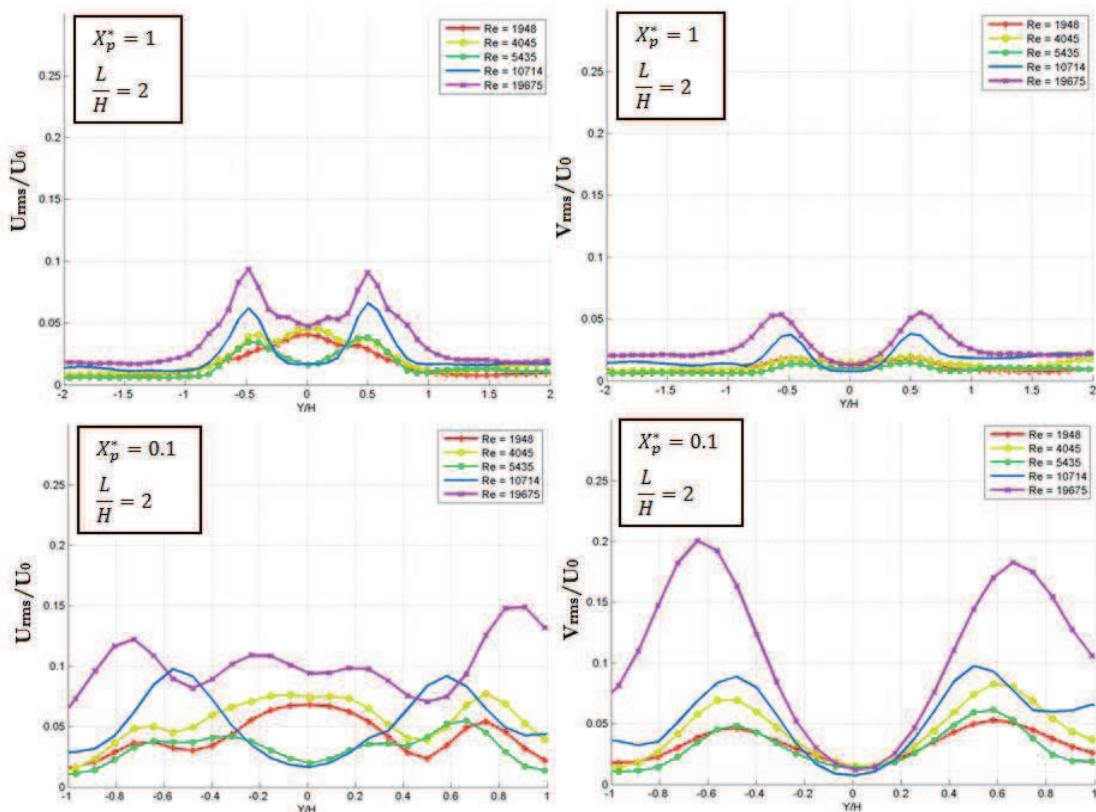 X*p = 1
L/H = 2
Re = 1948
Re = 4045
Re = 5435
Re = 10714
Re = 19675
0.25
0.2
0.15
0.1
0.05
0
-2 -1.5 -1 -0.5 0 0.5 1 1.5 2
Y/H
Urms/U0
X*p = 1
L/H = 2
Re = 1948
Re = 4045
Re = 5435
Re = 10714
Re = 19675
0.25
0.2
0.15
0.1
0.05
0
-2 -1.5 -1 -0.5 0 0.5 1 1.5 2
Y/H
Vrms/U0
X*p = 0.1
L/H = 2
Re = 1948
Re = 4045
Re = 5435
Re = 10714
Re = 19675
0.25
0.2
0.15
0.1
0.05
0
-1 -0.8 -0.6 -0.4 -0.2 0 0.2 0.4 0.6 0.8 1
Y/H
Urms/U0
X*p = 0.1
L/H = 2
Re = 1948
Re = 4045
Re = 5435
Re = 10714
Re = 19675
0.25
0.2
0.15
0.1
0.05
0
-1 -0.8 -0.6 -0.4 -0.2 0 0.2 0.4 0.6 0.8 1
Y/H
Vrms/U0